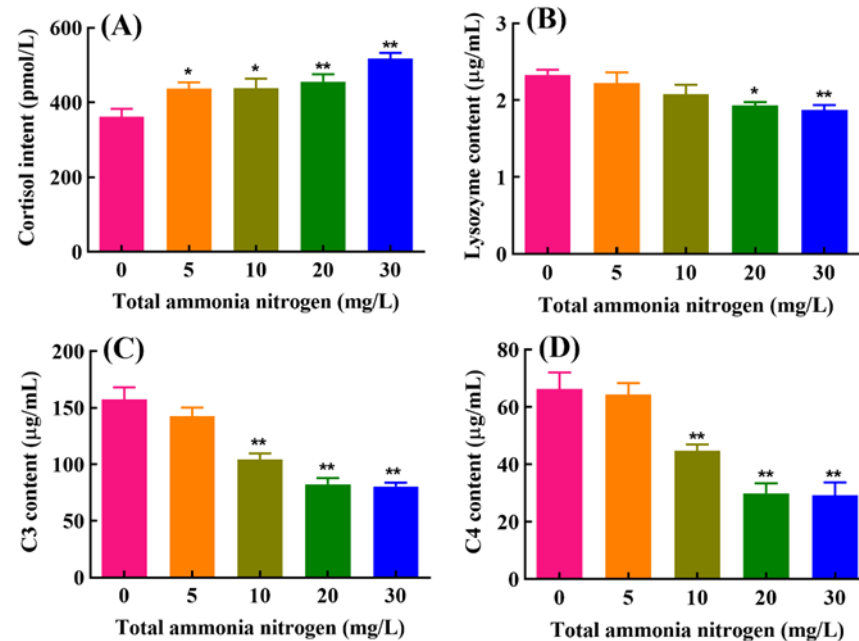 (A)
Cortisol intent (pmol/L)
600
400
200
0
*
*
**
**
0 5 10 20 30
Total ammonia nitrogen (mg/L)
(B)
Lysozyme content (μg/mL)
3
2
1
0
*
**
0 5 10 20 30
Total ammonia nitrogen (mg/L)
(C)
C3 content (μg/mL)
200
150
100
50
0
**
**
**
0 5 10 20 30
Total ammonia nitrogen (mg/L)
(D)
C4 content (μg/mL)
80
60
40
20
0
**
**
**
0 5 10 20 30
Total ammonia nitrogen (mg/L)